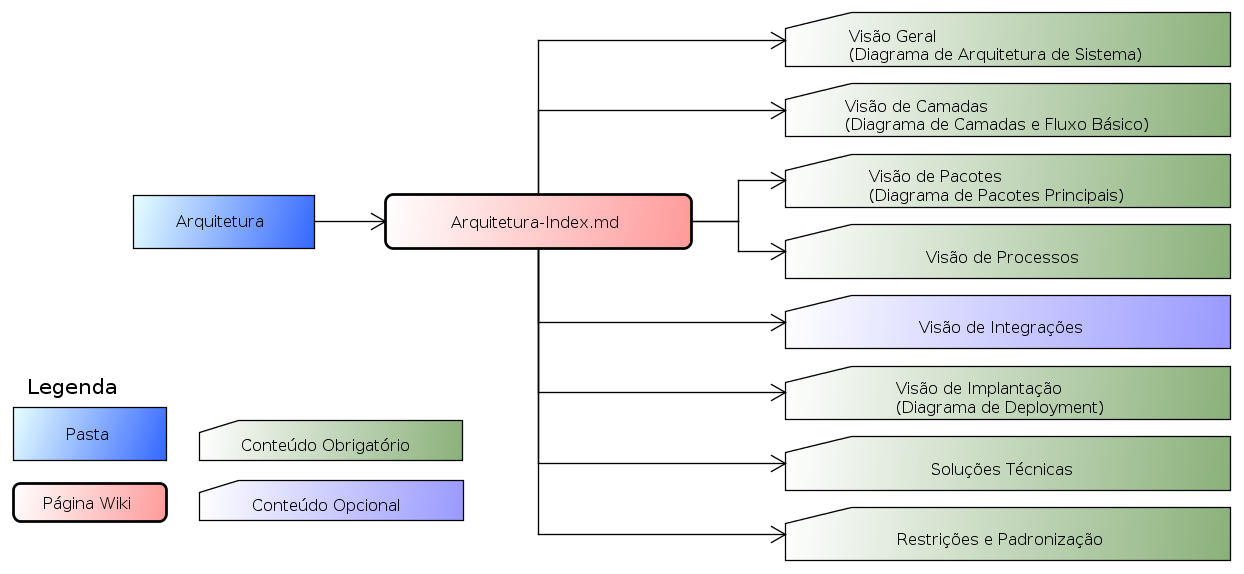 Visão Geral
(Diagrama de Arquitetura de Sistema)
Visão de Camadas
(Diagrama de Camadas e Fluxo Básico)
Visão de Pacotes
(Diagrama de Pacotes Principais)
Arquitetura
Arquitetura-Index.md
Visão de Processos
Visão de Integrações
Visão de Implantação
(Diagrama de Deployment)
Soluções Técnicas
Restrições e Padronização
Legenda
Pasta
Conteúdo Obrigatório
Página Wiki
Conteúdo Opcional